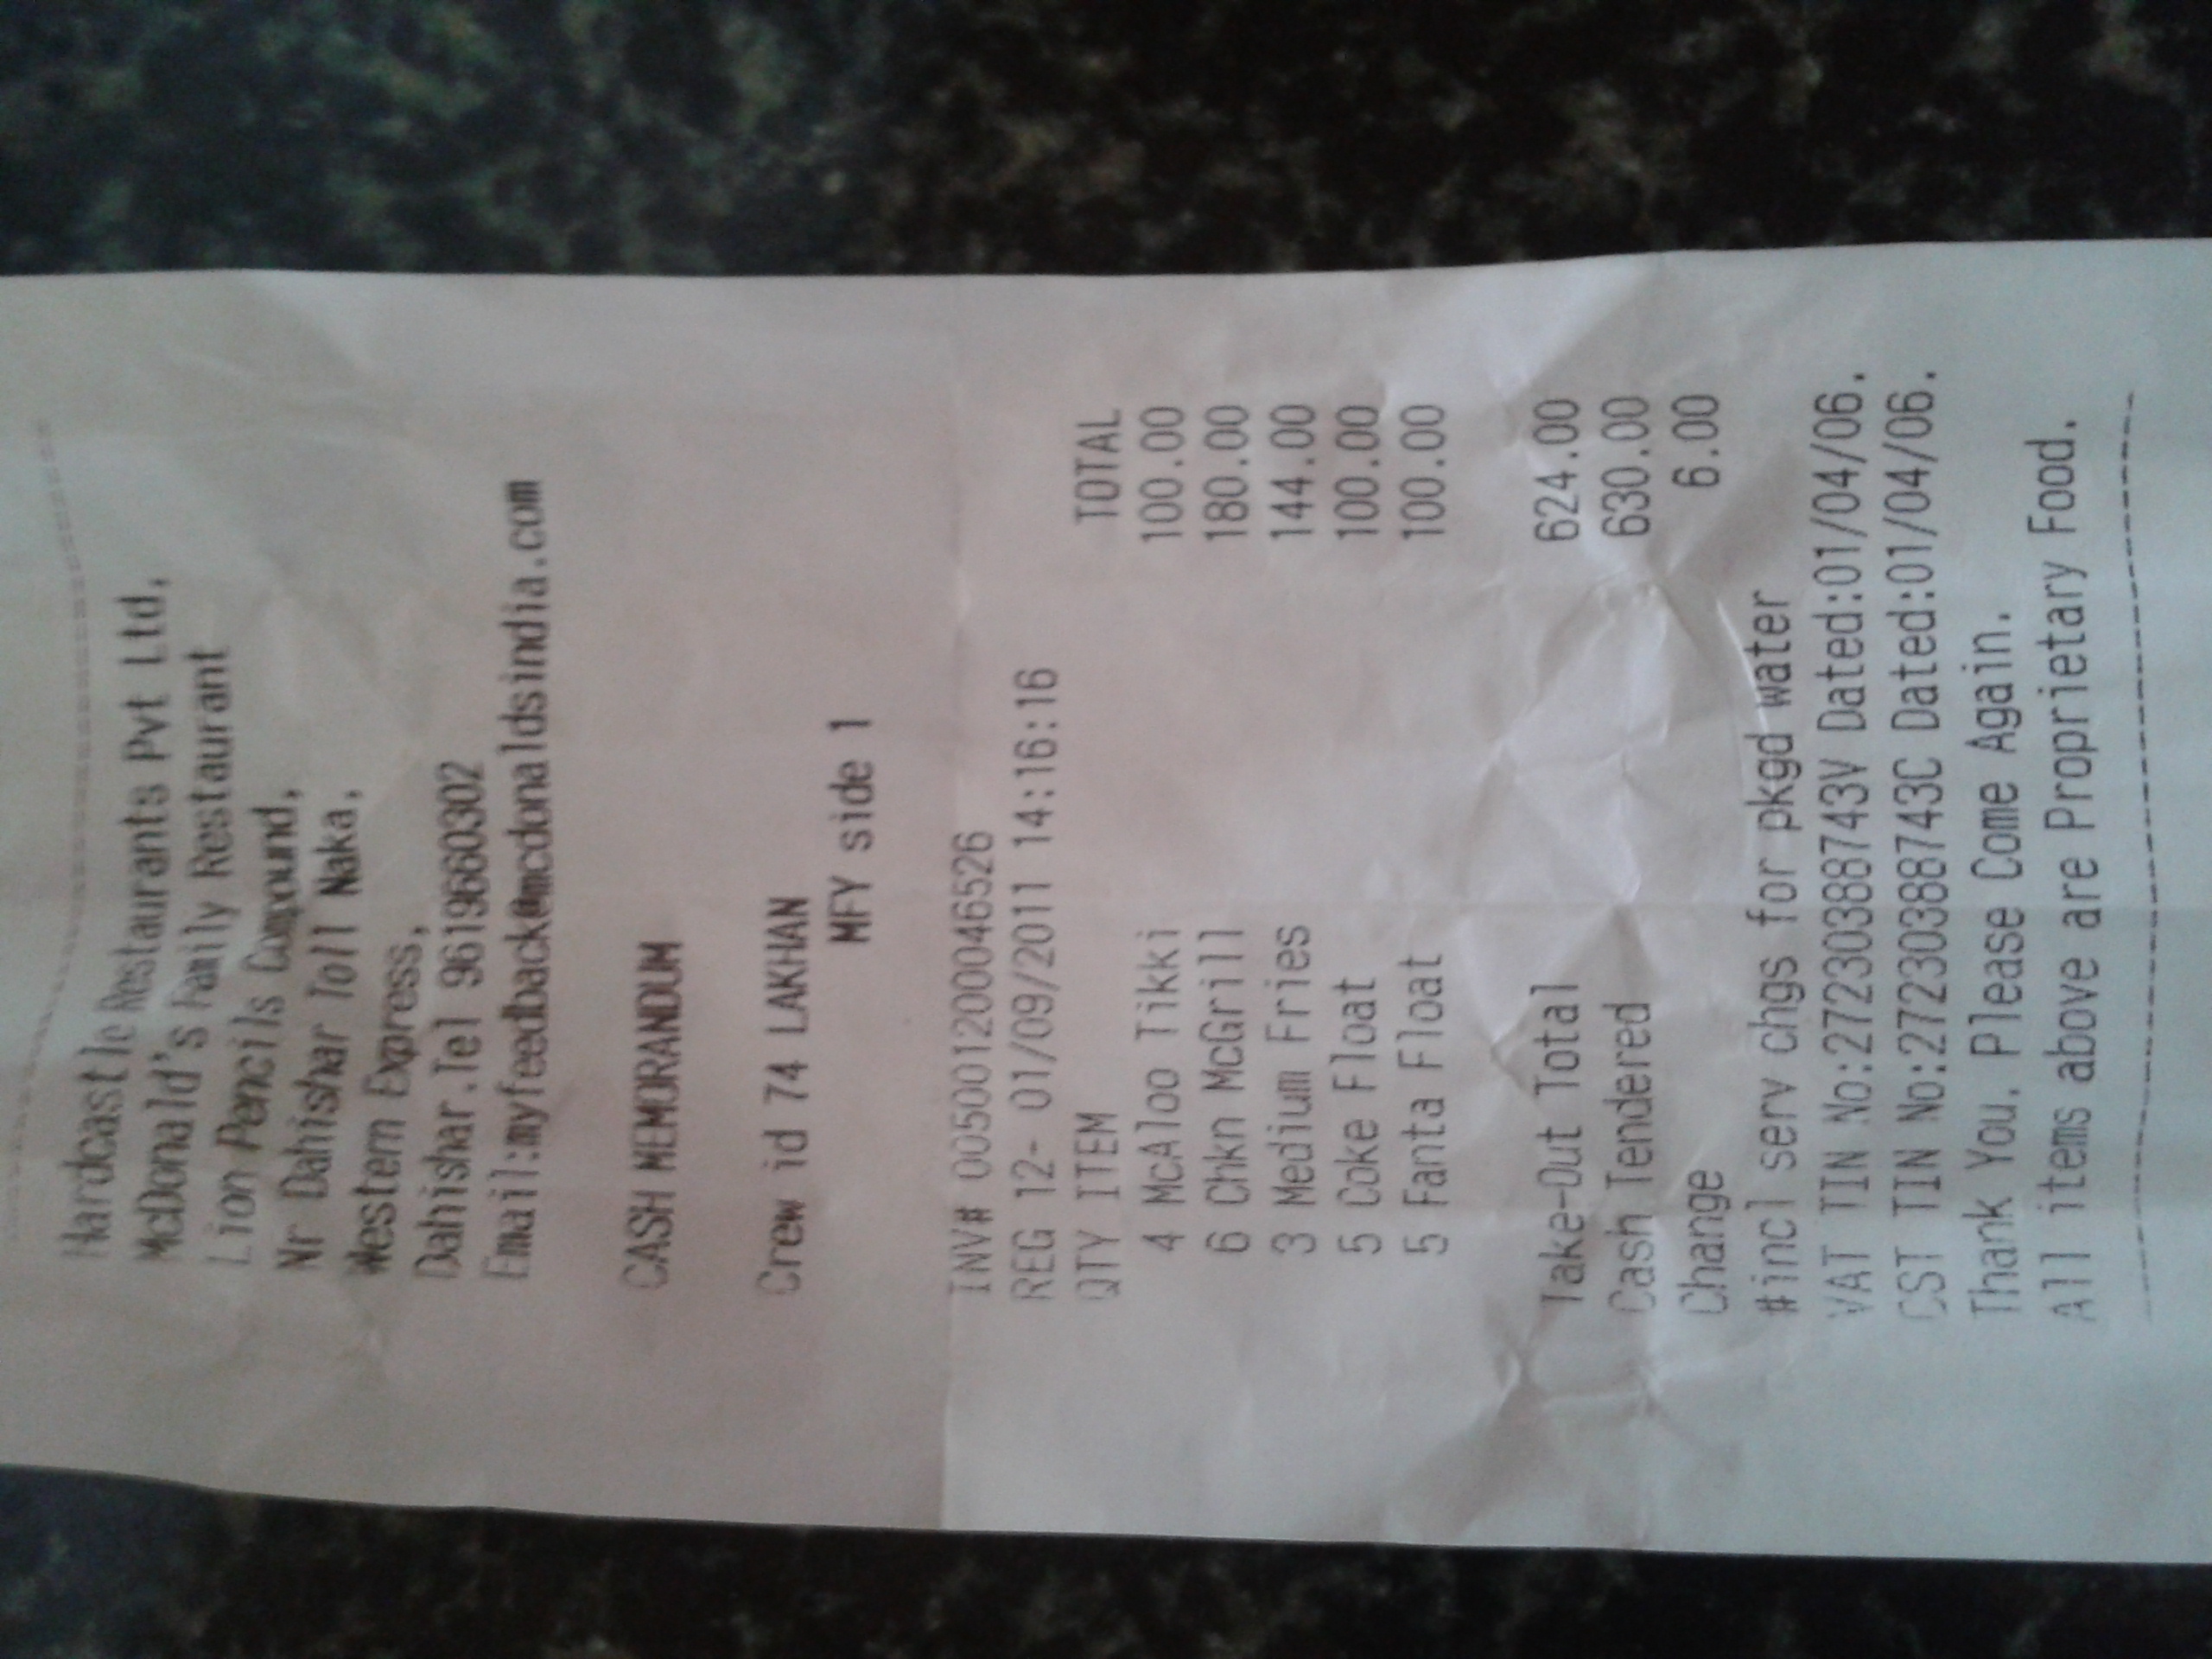 Hardcastle Restaurants Pvt Ltd,
McDonald's Family Restaurant
Lion Pencils Compound,
Nr Dahishar Toll Naka,
Western Express,
Dahishar.Tel 9619660302
Email:myfeedback@mcdonaldsindia.com
CASH MEMORANDUM
Crew id 74 LAKHAN
MFY side 1
INV# 005001200046526
REG 12- 01/09/2011 14:16:16
QTY ITEM TOTAL
4 McAloo Tikki 100.00
6 Chkn McGrill 180.00
3 Medium Fries 144.00
5 Coke Float 100.00
5 Fanta Float 100.00
Take-Out Total 624.00
Cash Tendered 630.00
Change 6.00
#incl serv chgs for pkgd water
VAT TIN No:27230388743V Dated:01/04/06.
CST TIN No:27230388743C Dated:01/04/06.
Thank You. Please Come Again.
All items above are Proprietary Food.